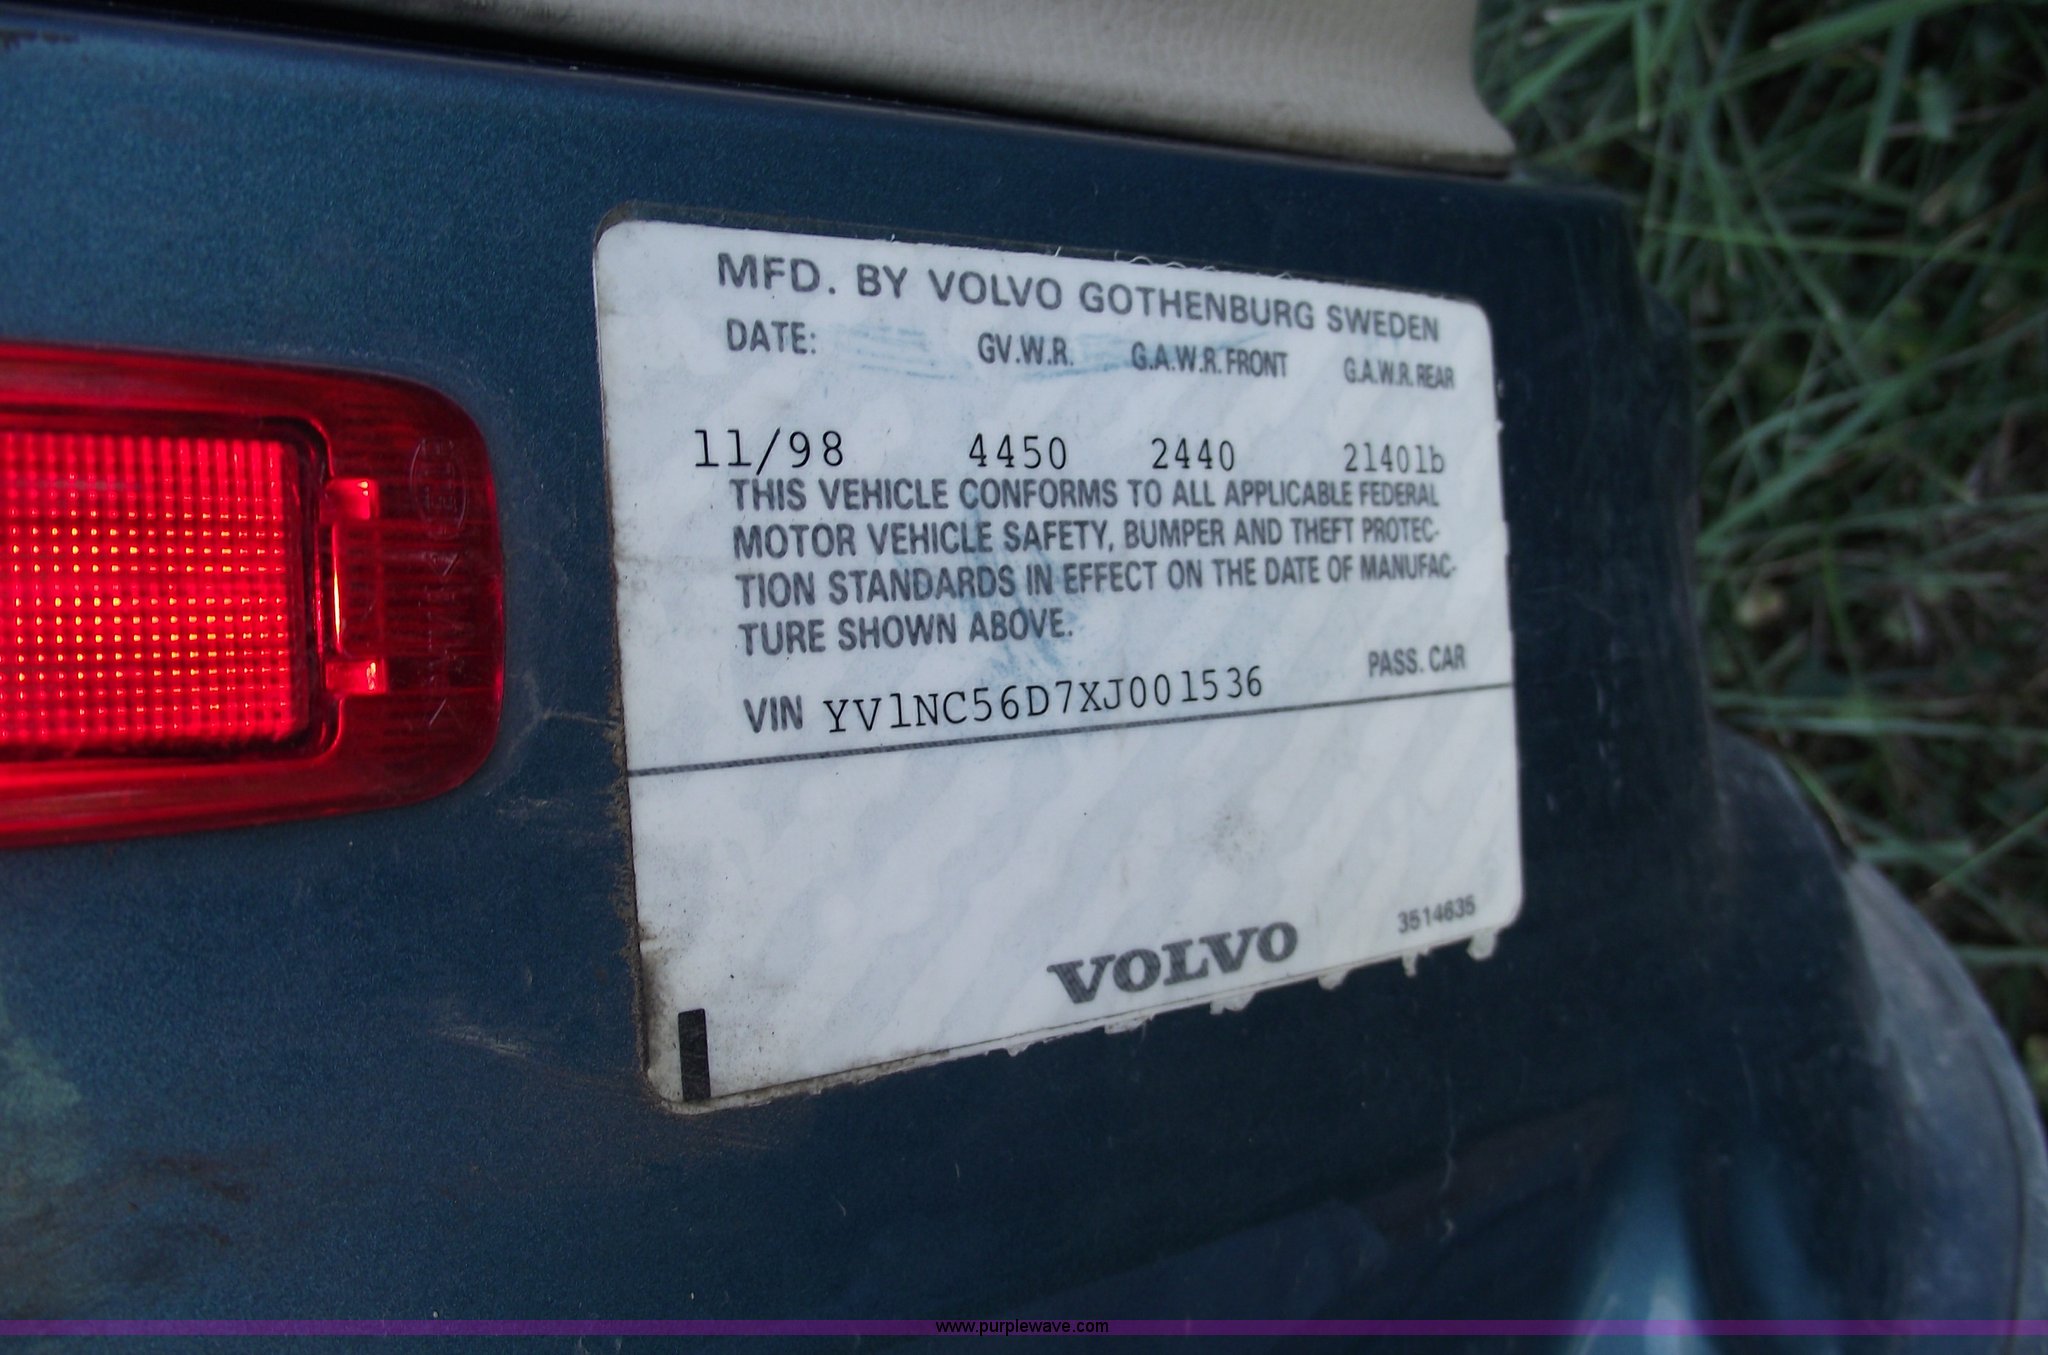 MFD. BY VOLVO GOTHENBURG SWEDEN
DATE: GV.W.R. G.A.W.R. FRONT G.A.W.R. REAR
11/98 4450 2440 2140lb
THIS VEHICLE CONFORMS TO ALL APPLICABLE FEDERAL
MOTOR VEHICLE SAFETY, BUMPER AND THEFT PROTEC-
TION STANDARDS IN EFFECT ON THE DATE OF MANUFAC-
TURE SHOWN ABOVE.
PASS. CAR
VIN YV1NC56D7XJ001536
VOLVO
3514635
www.purplewave.com